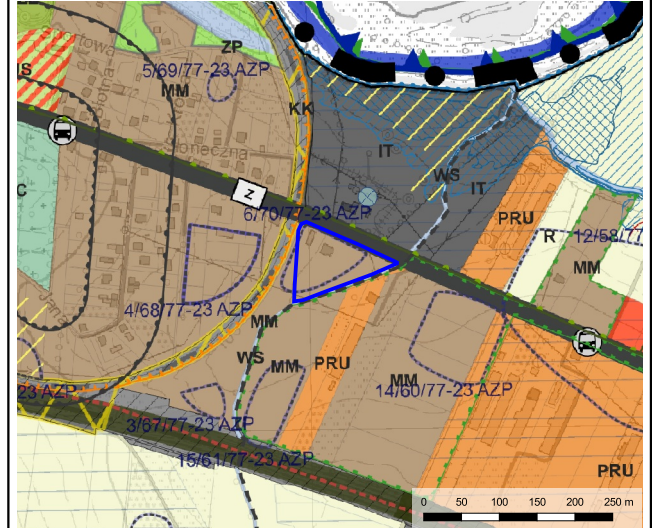 ZP
5/69/77-23 AZP
MM
KK
Słoneczna
IT
WS
IT
Z
PRU
6/70/77-23 AZP
R
12/58/77
MM
4/68/77-23 AZP
MM
WS
MM
PRU
MM
14/60/77-23 AZP
23 AZP
3/67/77-23 AZP
15/61/77-23 AZP
PRU
0 50 100 150 200 250 m